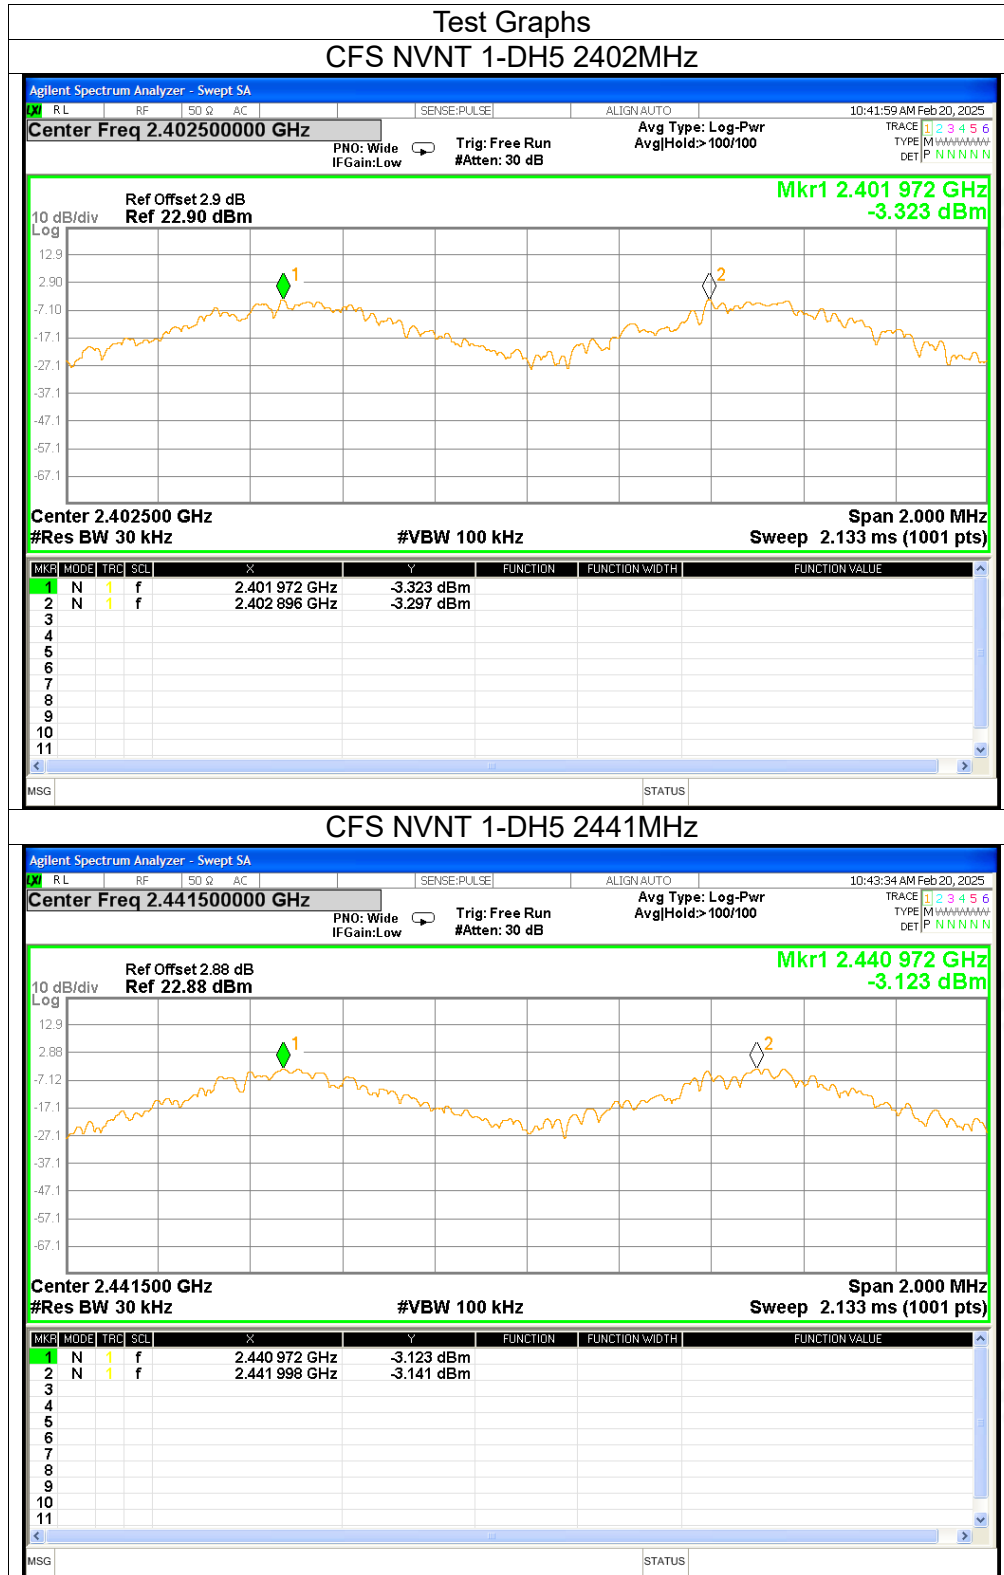 Test Graphs
CFS NVNT 1-DH5 2402MHz
Agilent Spectrum Analyzer - Swept SA
LXI RL RF 50 Ω AC SENSE:PULSE ALIGN AUTO 10:41:59 AM Feb 20, 2025
Center Freq 2.402500000 GHz Avg Type: Log-Pwr TRACE 1 2 3 4 5 6
PNO: Wide Trig: Free Run Avg|Hold:>100/100 TYPE M
IFGain:Low #Atten: 30 dB DET P N N N N N
Mkr1 2.401 972 GHz
Ref Offset 2.9 dB
10 dB/div Ref 22.90 dBm -3.323 dBm
Log
12.9
1 2
2.90
-7.10
-17.1
-27.1
-37.1
-47.1
-57.1
-67.1
Center 2.402500 GHz Span 2.000 MHz
#Res BW 30 kHz #VBW 100 kHz Sweep 2.133 ms (1001 pts)
MKR MODE TRC SCL X Y FUNCTION FUNCTION WIDTH FUNCTION VALUE
1 N 1 f 2.401 972 GHz -3.323 dBm
2 N 1 f 2.402 896 GHz -3.297 dBm
3
4
5
6
7
8
9
10
11
MSG STATUS
CFS NVNT 1-DH5 2441MHz
Agilent Spectrum Analyzer - Swept SA
LXI RL RF 50 Ω AC SENSE:PULSE ALIGN AUTO 10:43:34 AM Feb 20, 2025
Center Freq 2.441500000 GHz Avg Type: Log-Pwr TRACE 1 2 3 4 5 6
PNO: Wide Trig: Free Run Avg|Hold:>100/100 TYPE M
IFGain:Low #Atten: 30 dB DET P N N N N N
Mkr1 2.440 972 GHz
Ref Offset 2.88 dB
10 dB/div Ref 22.88 dBm -3.123 dBm
Log
12.9
1 2
2.88
-7.12
-17.1
-27.1
-37.1
-47.1
-57.1
-67.1
Center 2.441500 GHz Span 2.000 MHz
#Res BW 30 kHz #VBW 100 kHz Sweep 2.133 ms (1001 pts)
MKR MODE TRC SCL X Y FUNCTION FUNCTION WIDTH FUNCTION VALUE
1 N 1 f 2.440 972 GHz -3.123 dBm
2 N 1 f 2.441 998 GHz -3.141 dBm
3
4
5
6
7
8
9
10
11
MSG STATUS